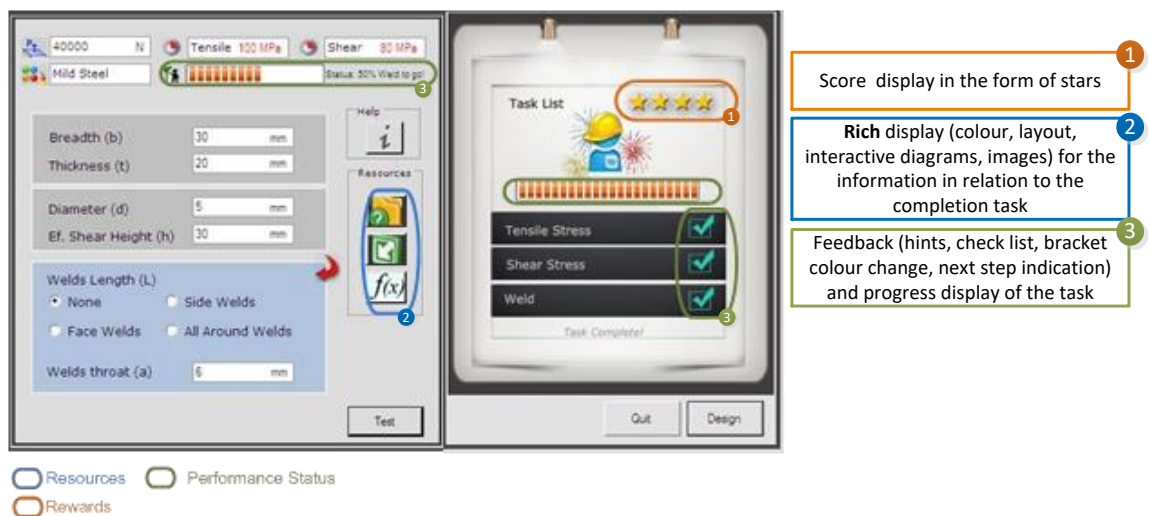 40000 N Tensile 100 MPa Shear 80 MPa
Mild Steel Status: 50% Weld to go!
3
Breadth (b) 30 mm
Thickness (t) 20 mm
Diameter (d) 5 mm
Ef. Shear Height (h) 30 mm
Welds Length (L)
None Side Welds
Face Welds All Around Welds
Welds throat (a) 6 mm
Help
i
Resources
f(x)
2
Test
Task List
1
Tensile Stress
Shear Stress
Weld
3
Task Complete!
Quit Design
1
Score display in the form of stars
2
Rich display (colour, layout,
interactive diagrams, images) for the
information in relation to the
completion task
3
Feedback (hints, check list, bracket
colour change, next step indication)
and progress display of the task
Resources Performance Status
Rewards